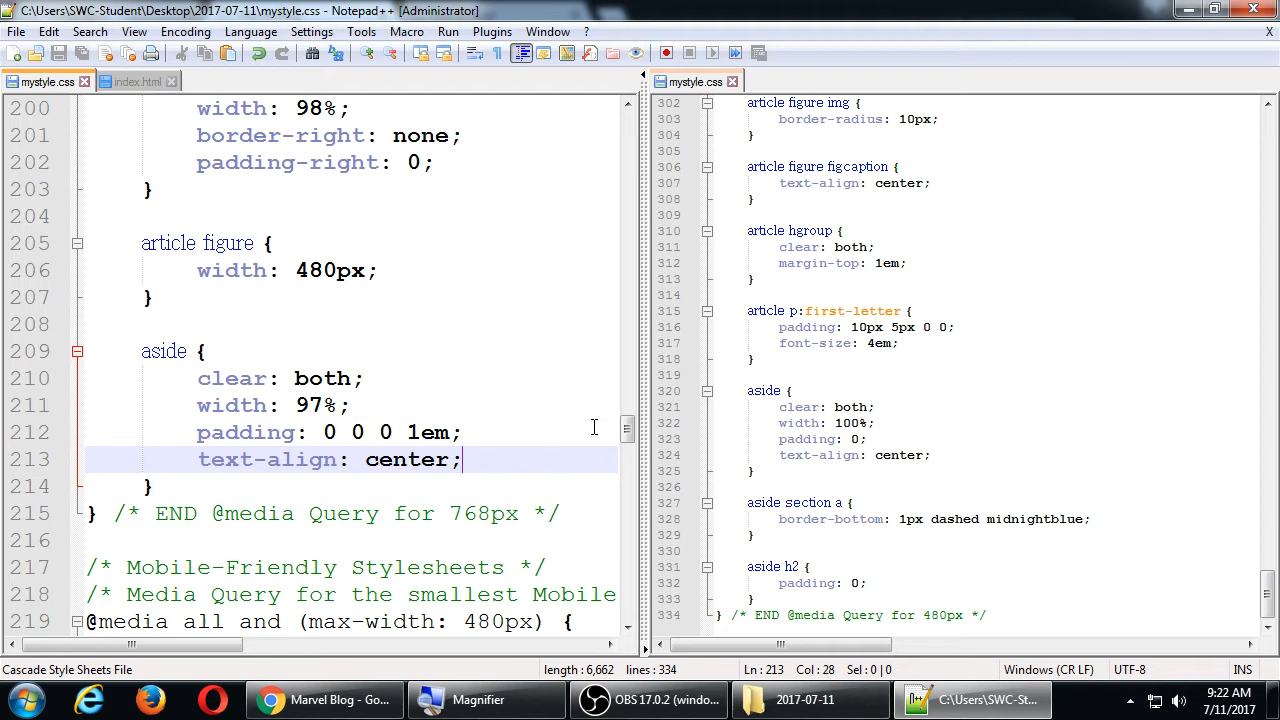 C:\Users\SWC-Student\Desktop\2017-07-11\mystyle.css - Notepad++ [Administrator]
File Edit Search View Encoding Language Settings Tools Macro Run Plugins Window ? X
mystyle.css index.html
200 width: 98%;
201 border-right: none;
202 padding-right: 0;
203 }
204
205 article figure {
206 width: 480px;
207 }
208
209 aside {
210 clear: both;
211 width: 97%;
212 padding: 0 0 0 1em;
213 text-align: center;
214 }
215 } /* END @media Query for 768px */
216
217 /* Mobile-Friendly Stylesheets */
218 /* Media Query for the smallest Mobile
219 @media all and (max-width: 480px) {
mystyle.css
302 article figure img {
303 border-radius: 10px;
304 }
305
306 article figure figcaption {
307 text-align: center;
308 }
309
310 article hgroup {
311 clear: both;
312 margin-top: 1em;
313 }
314
315 article p:first-letter {
316 padding: 10px 5px 0 0;
317 font-size: 4em;
318 }
319
320 aside {
321 clear: both;
322 width: 100%;
323 padding: 0;
324 text-align: center;
325 }
326
327 aside section a {
328 border-bottom: 1px dashed midnightblue;
329 }
330
331 aside h2 {
332 padding: 0;
333 }
334 } /* END @media Query for 480px */
Cascade Style Sheets File length : 6,662 lines : 334 Ln : 213 Col : 28 Sel : 0 | 0 Windows (CR LF) UTF-8 INS
Marvel Blog - Go... Magnifier OBS 17.0.2 (windo... 2017-07-11 C:\Users\SWC-St... 9:22 AM
7/11/2017